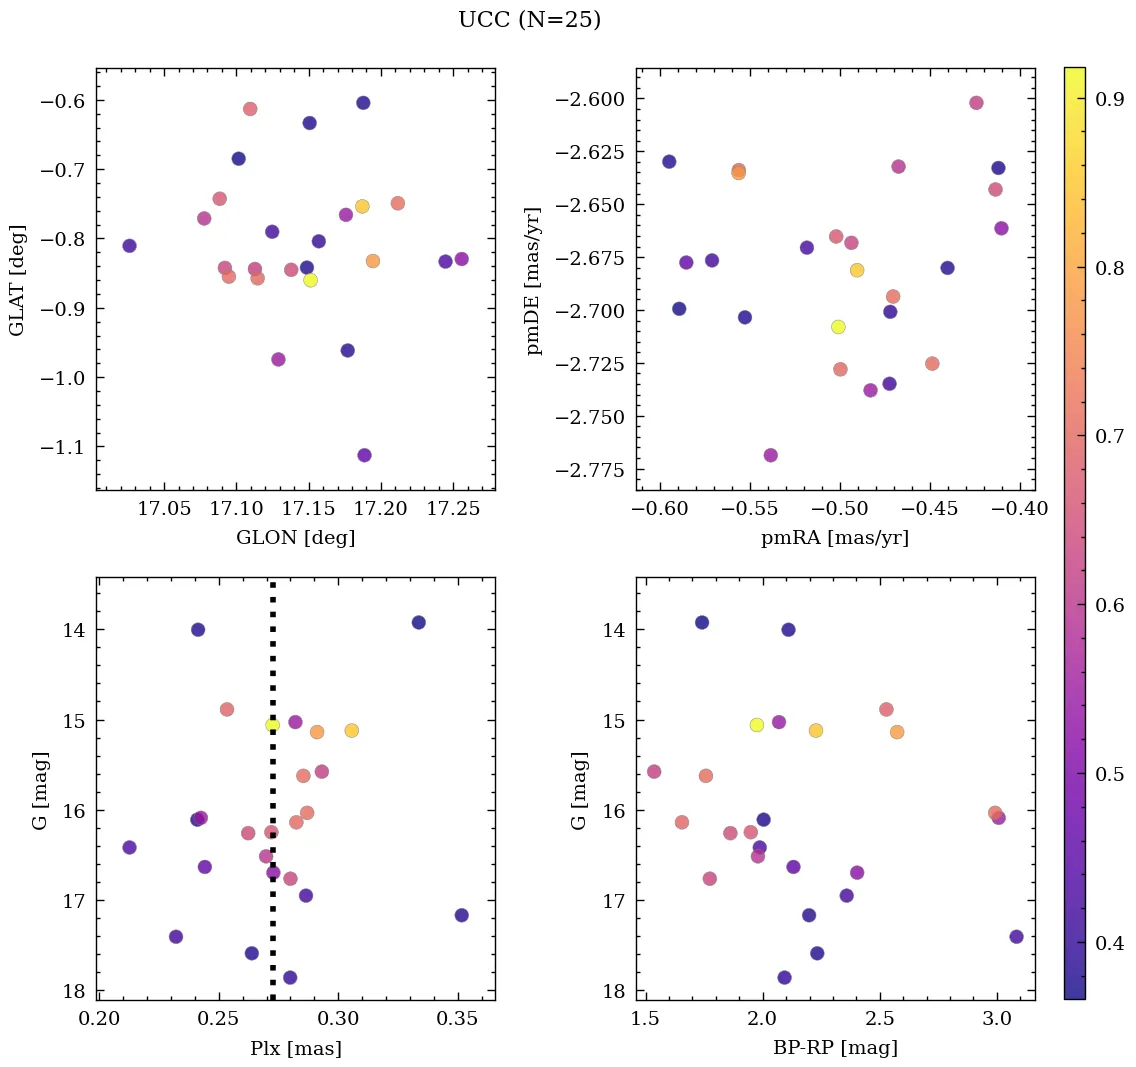 UCC (N=25)
−0.6
−0.7
−0.8
−0.9
−1.0
−1.1
GLAT [deg]
17.05 17.10 17.15 17.20 17.25
GLON [deg]
−2.600
−2.625
−2.650
−2.675
−2.700
−2.725
−2.750
−2.775
pmDE [mas/yr]
−0.60 −0.55 −0.50 −0.45 −0.40
pmRA [mas/yr]
14
15
16
17
18
G [mag]
0.20 0.25 0.30 0.35
Plx [mas]
14
15
16
17
18
G [mag]
1.5 2.0 2.5 3.0
BP-RP [mag]
0.9
0.8
0.7
0.6
0.5
0.4